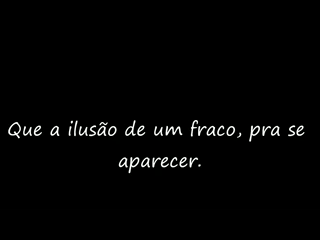 Que a ilusão de um fraco, pra se
aparecer.